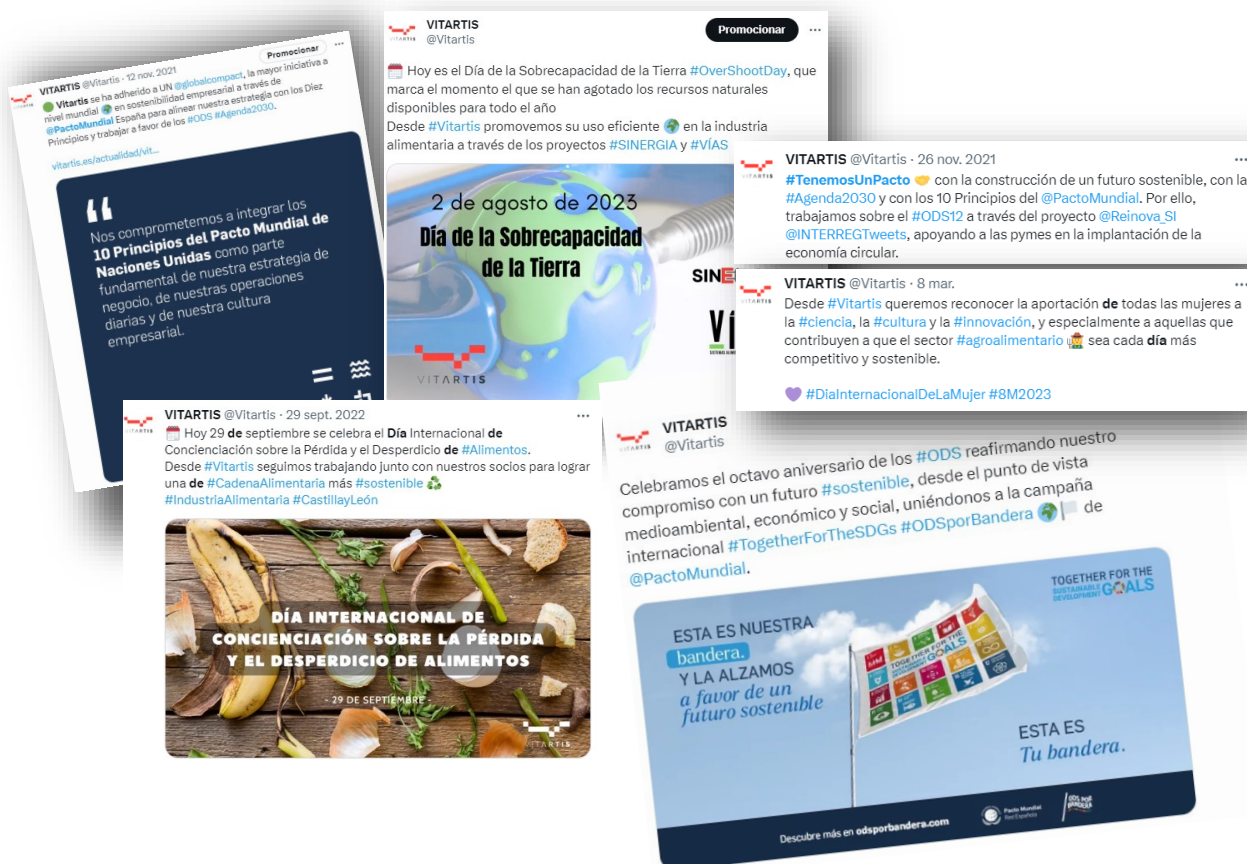 VITARTIS @Vitartis · 12 nov. 2021
Promocionar
Vitartis se ha adherido a UN @globalcompact, la mayor iniciativa a
nivel mundial en sostenibilidad empresarial a través de
@PactoMundial España para alinear nuestra estrategia con los Diez
Principios y trabajar a favor de los #ODS #Agenda2030.
vitartis.es/actualidad/vit...
Nos comprometemos a integrar los
10 Principios del Pacto Mundial de
Naciones Unidas como parte
fundamental de nuestra estrategia de
negocio, de nuestras operaciones
diarias y de nuestra cultura
empresarial.
VITARTIS
@Vitartis
Promocionar
Hoy es el Día de la Sobrecapacidad de la Tierra #OverShootDay, que
marca el momento el que se han agotado los recursos naturales
disponibles para todo el año
Desde #Vitartis promovemos su uso eficiente en la industria
alimentaria a través de los proyectos #SINERGIA y #VÍAS
2 de agosto de 2023
Día de la Sobrecapacidad
de la Tierra
VITARTIS
VITARTIS @Vitartis · 26 nov. 2021
#TenemosUnPacto con la construcción de un futuro sostenible, con la
#Agenda2030 y con los 10 Principios del @PactoMundial. Por ello,
trabajamos sobre el #ODS12 a través del proyecto @Reinova_SI
@INTERREGTweets, apoyando a las pymes en la implantación de la
economía circular.
VITARTIS @Vitartis · 8 mar.
Desde #Vitartis queremos reconocer la aportación de todas las mujeres a
la #ciencia, la #cultura y la #innovación, y especialmente a aquellas que
contribuyen a que el sector #agroalimentario sea cada día más
competitivo y sostenible.
#DiaInternacionalDeLaMujer #8M2023
VITARTIS @Vitartis · 29 sept. 2022
Hoy 29 de septiembre se celebra el Día Internacional de
Concienciación sobre la Pérdida y el Desperdicio de #Alimentos.
Desde #Vitartis seguimos trabajando junto con nuestros socios para lograr
una de #CadenaAlimentaria más #sostenible
#IndustriaAlimentaria #CastillayLeón
DÍA INTERNACIONAL DE
CONCIENCIACIÓN SOBRE LA PÉRDIDA
Y EL DESPERDICIO DE ALIMENTOS
- 29 DE SEPTIEMBRE -
VITARTIS
VITARTIS
@Vitartis
Celebramos el octavo aniversario de los #ODS reafirmando nuestro
compromiso con un futuro #sostenible, desde el punto de vista
medioambiental, económico y social, uniéndonos a la campaña
internacional #TogetherForTheSDGs #ODSporBandera de
@PactoMundial.
TOGETHER FOR THE
SUSTAINABLE
DEVELOPMENT GOALS
ESTA ES NUESTRA
bandera.
Y LA ALZAMOS
a favor de un
futuro sostenible
TOGETHER FOR THE
GOALS
ESTA ES
Tu bandera.
Descubre más en odsporbandera.com
Pacto Mundial
Red Española
ODS POR
BANDERA